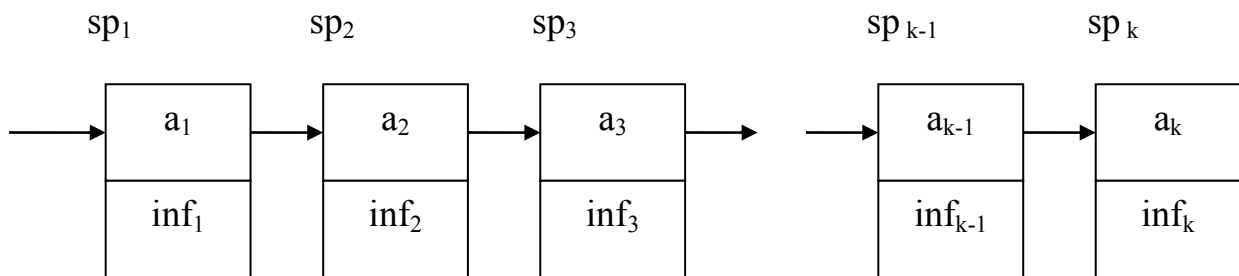 sp₁ sp₂ sp₃ sp ₖ₋₁ sp ₖ
a₁ a₂ a₃ aₖ₋₁ aₖ
inf₁ inf₂ inf₃ infₖ₋₁ infₖ